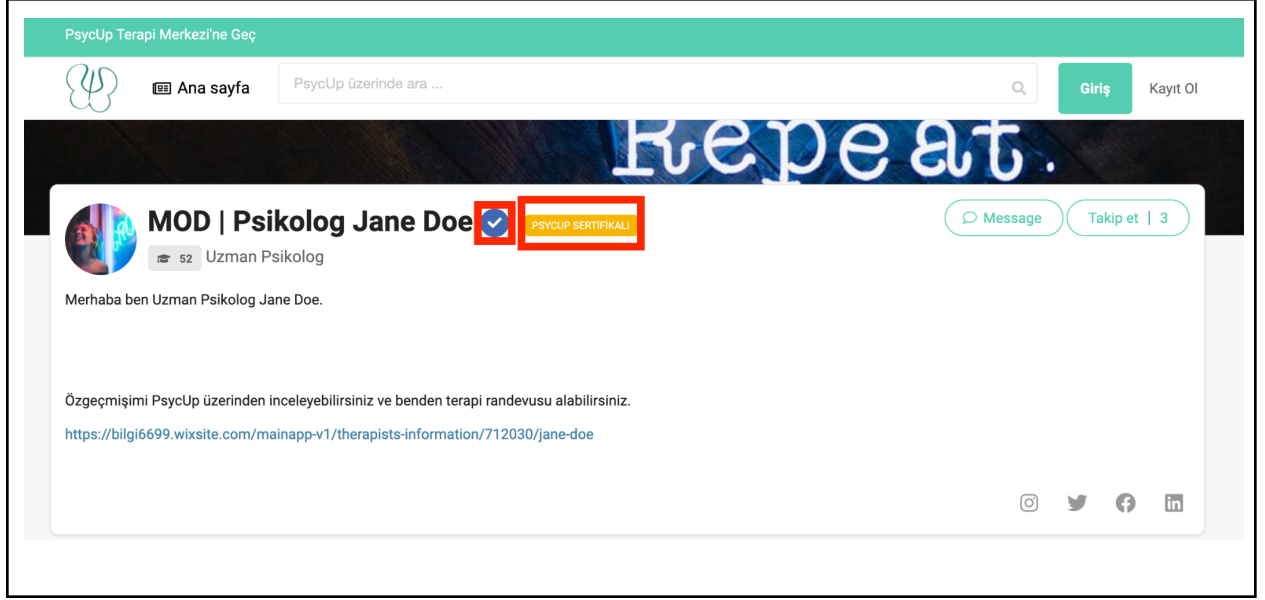 PsycUp Terapi Merkezi'ne Geç
Ana sayfa
PsycUp üzerinde ara ...
Giriş
Kayıt Ol
Repeat.
MOD | Psikolog Jane Doe
PSYCUP SERTİFİKALI
Message
Takip et | 3
52 Uzman Psikolog
Merhaba ben Uzman Psikolog Jane Doe.
Özgeçmişimi PsycUp üzerinden inceleyebilirsiniz ve benden terapi randevusu alabilirsiniz.
https://bilgi6699.wixsite.com/mainapp-v1/therapists-information/712030/jane-doe